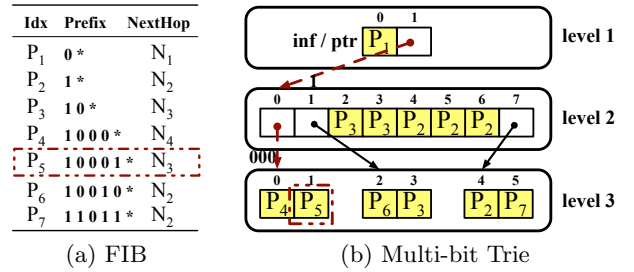 Idx Prefix NextHop
P1 0* N1
P2 1* N2
P3 10* N3
P4 1000* N4
P5 10001* N3
P6 10010* N2
P7 11011* N2
(a) FIB
0 1
inf / ptr P1 level 1
1
0 1 2 3 4 5 6 7
P3 P3 P2 P2 P2 level 2
000
0 1 2 3 4 5
P4 P5 P6 P3 P2 P7 level 3
(b) Multi-bit Trie